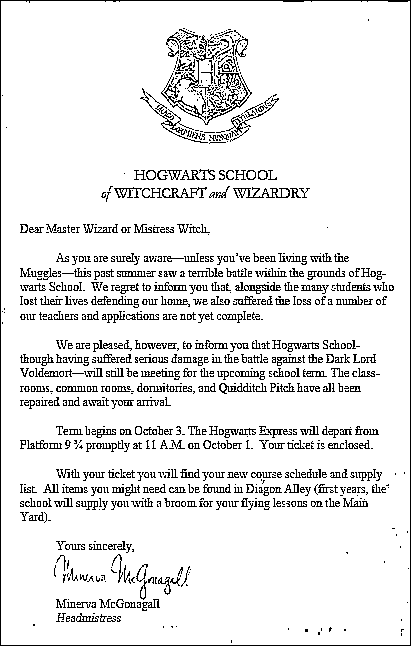 HOGWARTS SCHOOL
of WITCHCRAFT and WIZARDRY
Dear Master Wizard or Mistress Witch,
As you are surely aware—unless you've been living with the
Muggles—this past summer saw a terrible battle within the grounds of Hog-
warts School. We regret to inform you that, alongside the many students who
lost their lives defending our home, we also suffered the loss of a number of
our teachers and applications are not yet complete.
We are pleased, however, to inform you that Hogwarts School-
though having suffered serious damage in the battle against the Dark Lord
Voldemort—will still be meeting for the upcoming school term. The class-
rooms, common rooms, dormitories, and Quidditch Pitch have all been
repaired and await your arrival.
Term begins on October 3. The Hogwarts Express will depart from
Platform 9 ¾ promptly at 11 A.M. on October 1. Your ticket is enclosed.
With your ticket you will find your new course schedule and supply
list. All items you might need can be found in Diagon Alley (first years, the
school will supply you with a broom for your flying lessons on the Main
Yard).
Yours sincerely,
Minerva McGonagall
Minerva McGonagall
Headmistress